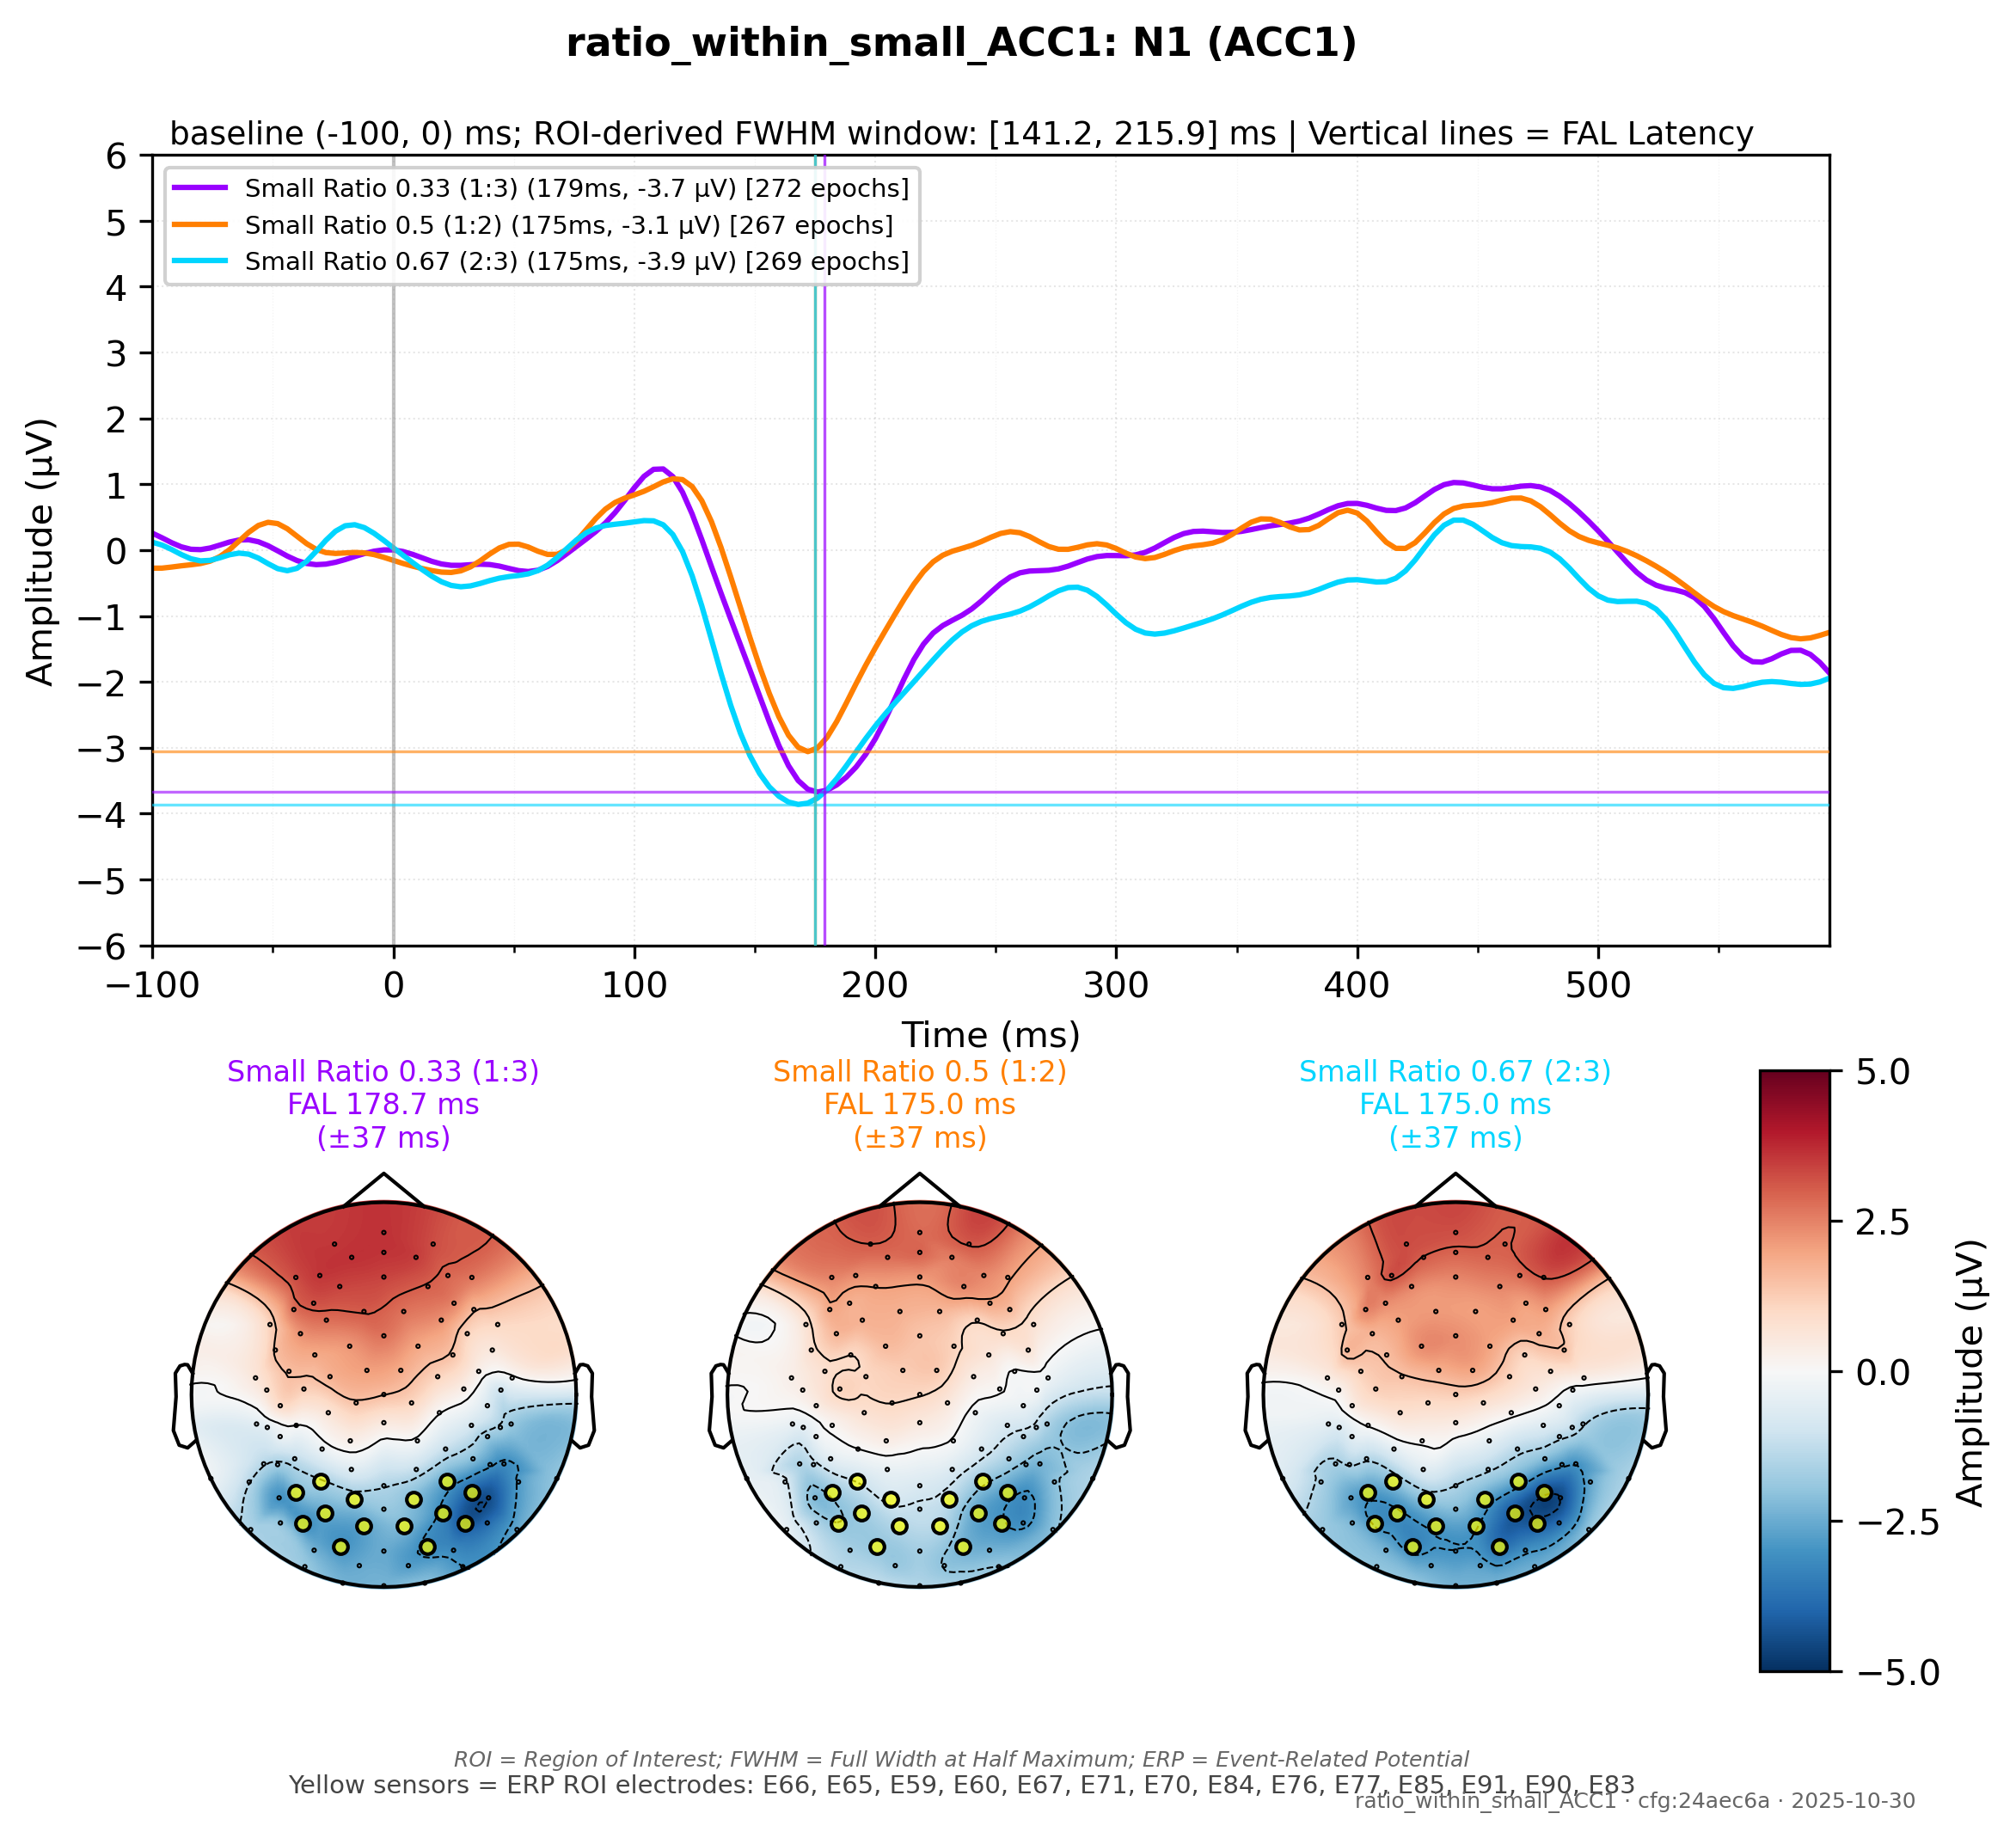 ratio_within_small_ACC1: N1 (ACC1)
baseline (-100, 0) ms; ROI-derived FWHM window: [141.2, 215.9] ms | Vertical lines = FAL Latency
Small Ratio 0.33 (1:3) (179ms, -3.7 µV) [272 epochs]
Small Ratio 0.5 (1:2) (175ms, -3.1 µV) [267 epochs]
Small Ratio 0.67 (2:3) (175ms, -3.9 µV) [269 epochs]
6
5
4
3
2
1
0
−1
−2
−3
−4
−5
−6
Amplitude (µV)
−100 0 100 200 300 400 500
Time (ms)
Small Ratio 0.33 (1:3)
FAL 178.7 ms
(±37 ms)
Small Ratio 0.5 (1:2)
FAL 175.0 ms
(±37 ms)
Small Ratio 0.67 (2:3)
FAL 175.0 ms
(±37 ms)
5.0
2.5
0.0
−2.5
−5.0
Amplitude (µV)
ROI = Region of Interest; FWHM = Full Width at Half Maximum; ERP = Event-Related Potential
Yellow sensors = ERP ROI electrodes: E66, E65, E59, E60, E67, E71, E70, E84, E76, E77, E85, E91, E90, E83
ratio_within_small_ACC1 · cfg:24aec6a · 2025-10-30